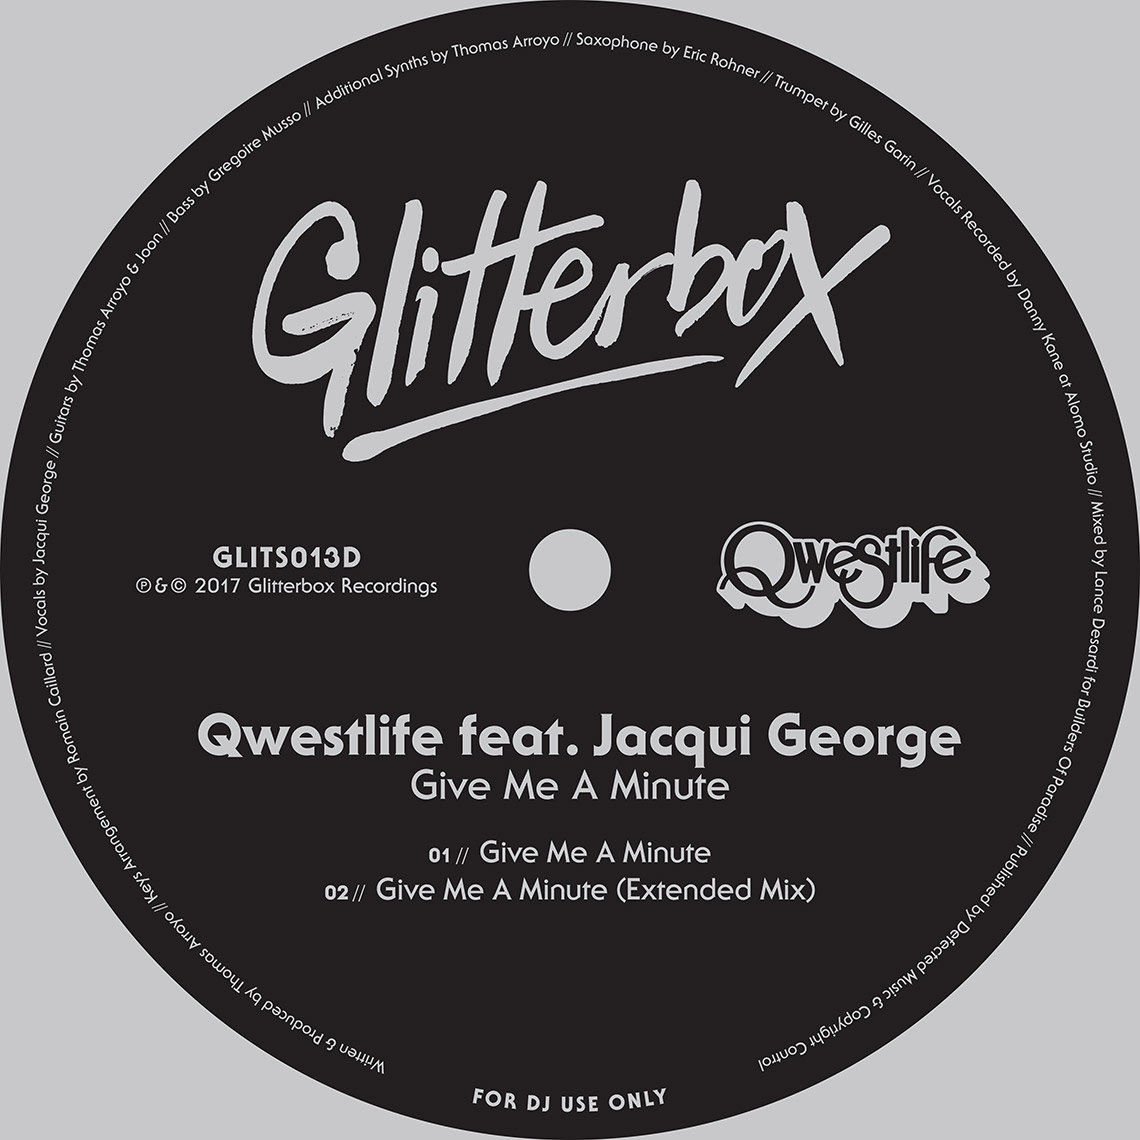 Written & Produced by Thomas Arroyo // Keys Arrangement by Romain Caillard // Vocals by Jacqui George // Guitars by Thomas Arroyo & Joon // Bass by Gregoire Musso // Additional Synths by Thomas Arroyo // Saxophone by Eric Rohner // Trumpet by Gilles Garin // Vocals Recorded by Danny Kane at Alomo Studio // Mixed by Lance Desardi for Builders Of Paradise // Published by Defected Music & Copyright Control
Glitterbox
GLITS013D
℗ & © 2017 Glitterbox Recordings
Qwestlife
Qwestlife feat. Jacqui George
Give Me A Minute
01 // Give Me A Minute
02 // Give Me A Minute (Extended Mix)
FOR DJ USE ONLY